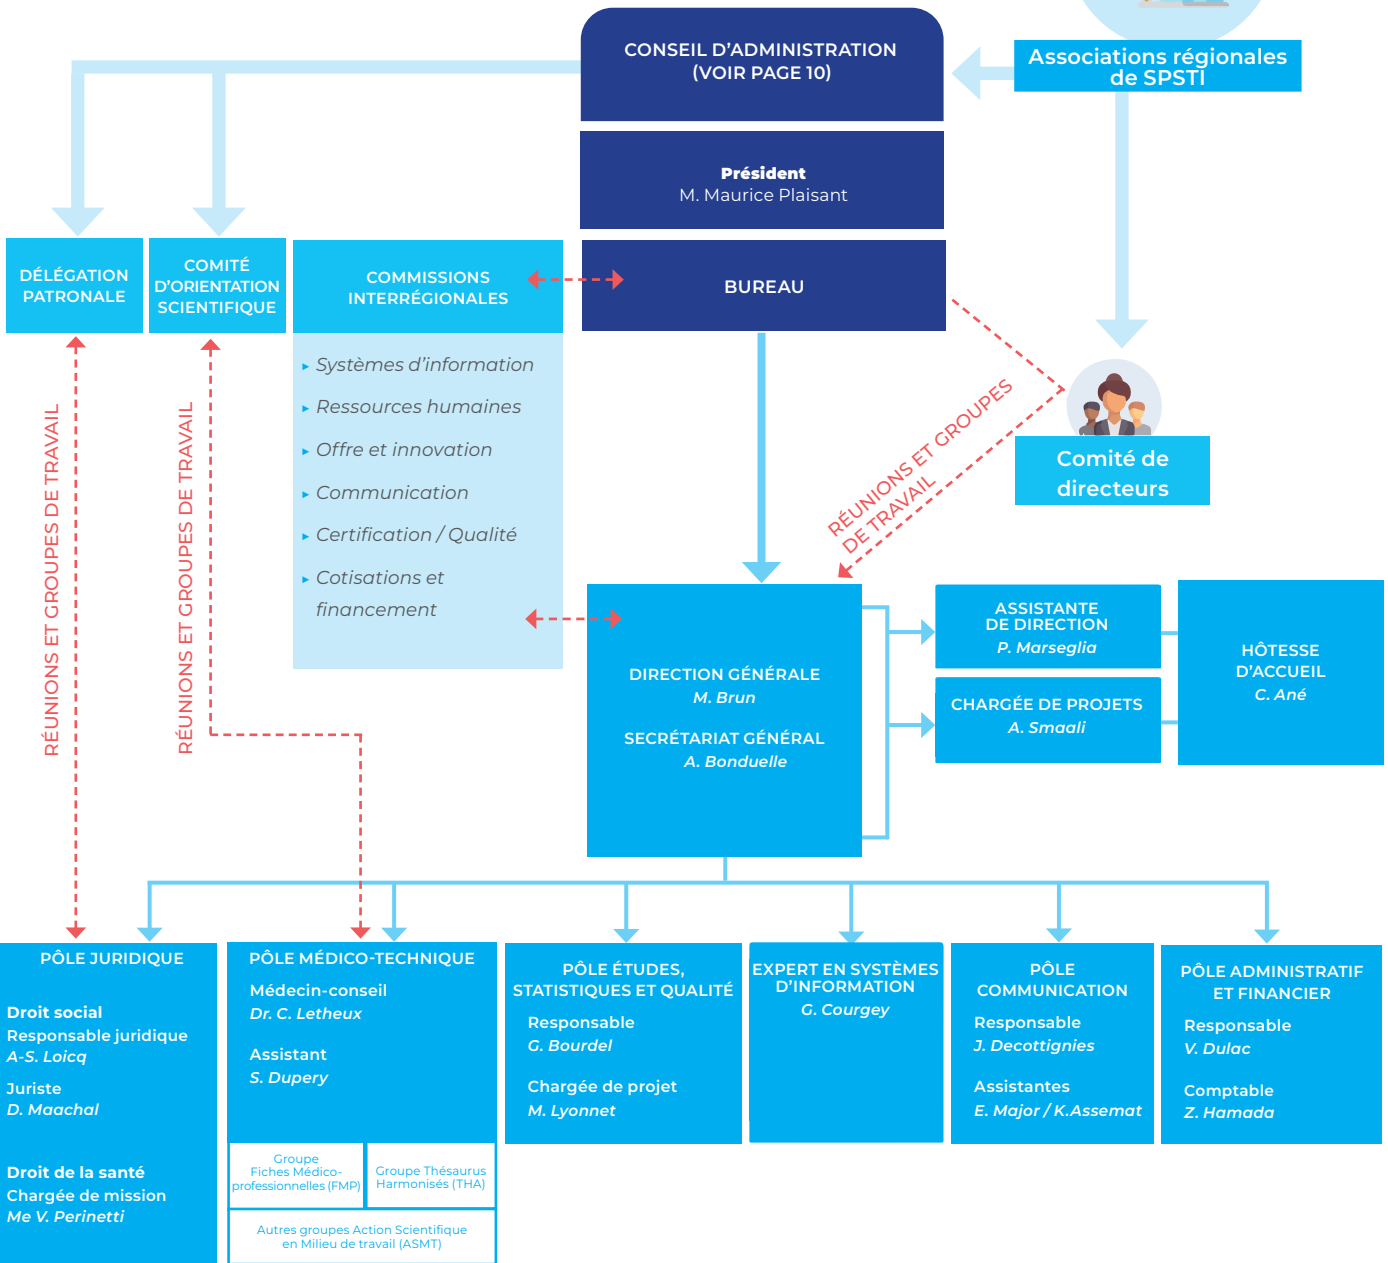 CONSEIL D'ADMINISTRATION
(VOIR PAGE 10)
Associations régionales
de SPSTI
Président
M. Maurice Plaisant
DÉLÉGATION
PATRONALE
COMITÉ
D'ORIENTATION
SCIENTIFIQUE
COMMISSIONS
INTERRÉGIONALES
BUREAU
▸ Systèmes d'information
▸ Ressources humaines
▸ Offre et innovation
▸ Communication
▸ Certification / Qualité
▸ Cotisations et
financement
RÉUNIONS ET GROUPES DE TRAVAIL
RÉUNIONS ET GROUPES DE TRAVAIL
RÉUNIONS ET GROUPES
DE TRAVAIL
Comité de
directeurs
DIRECTION GÉNÉRALE
M. Brun
SECRÉTARIAT GÉNÉRAL
A. Bonduelle
ASSISTANTE
DE DIRECTION
P. Marseglia
CHARGÉE DE PROJETS
A. Smaali
HÔTESSE
D'ACCUEIL
C. Ané
PÔLE JURIDIQUE
Droit social
Responsable juridique
A-S. Loicq
Juriste
D. Maachal
Droit de la santé
Chargée de mission
Me V. Perinetti
PÔLE MÉDICO-TECHNIQUE
Médecin-conseil
Dr. C. Letheux
Assistant
S. Dupery
Groupe
Fiches Médico-
professionnelles (FMP)
Groupe Thésaurus
Harmonisés (THA)
Autres groupes Action Scientifique
en Milieu de travail (ASMT)
PÔLE ÉTUDES,
STATISTIQUES ET QUALITÉ
Responsable
G. Bourdel
Chargée de projet
M. Lyonnet
EXPERT EN SYSTÈMES
D'INFORMATION
G. Courgey
PÔLE
COMMUNICATION
Responsable
J. Decottignies
Assistantes
E. Major / K.Assemat
PÔLE ADMINISTRATIF
ET FINANCIER
Responsable
V. Dulac
Comptable
Z. Hamada